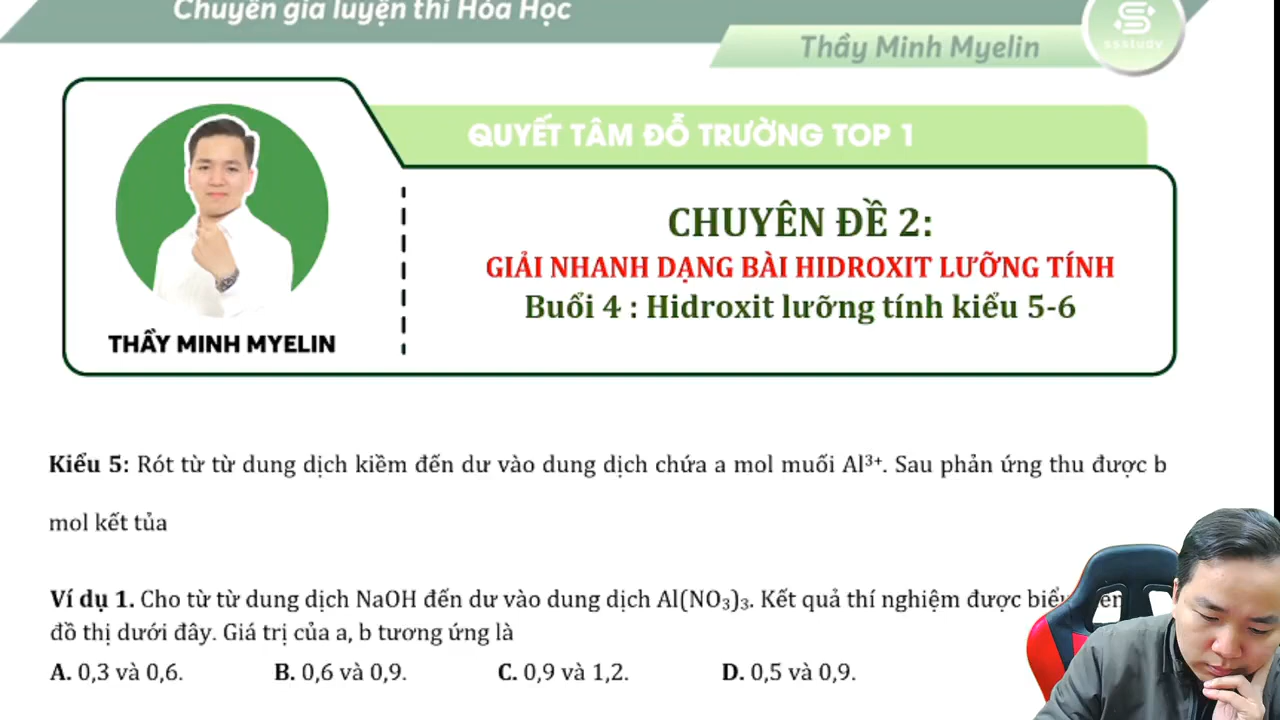 Chuyên gia luyện thi Hóa Học
Thầy Minh Myelin
ssstudy
QUYẾT TÂM ĐỖ TRƯỜNG TOP 1
CHUYÊN ĐỀ 2:
GIẢI NHANH DẠNG BÀI HIDROXIT LƯỠNG TÍNH
Buổi 4 : Hidroxit lưỡng tính kiểu 5-6
THẦY MINH MYELIN
Kiểu 5: Rót từ từ dung dịch kiềm đến dư vào dung dịch chứa a mol muối Al³⁺. Sau phản ứng thu được b
mol kết tủa
Ví dụ 1. Cho từ từ dung dịch NaOH đến dư vào dung dịch Al(NO₃)₃. Kết quả thí nghiệm được
đồ thị dưới đây. Giá trị của a, b tương ứng là
A. 0,3 và 0,6. B. 0,6 và 0,9. C. 0,9 và 1,2. D. 0,5 và 0,9.